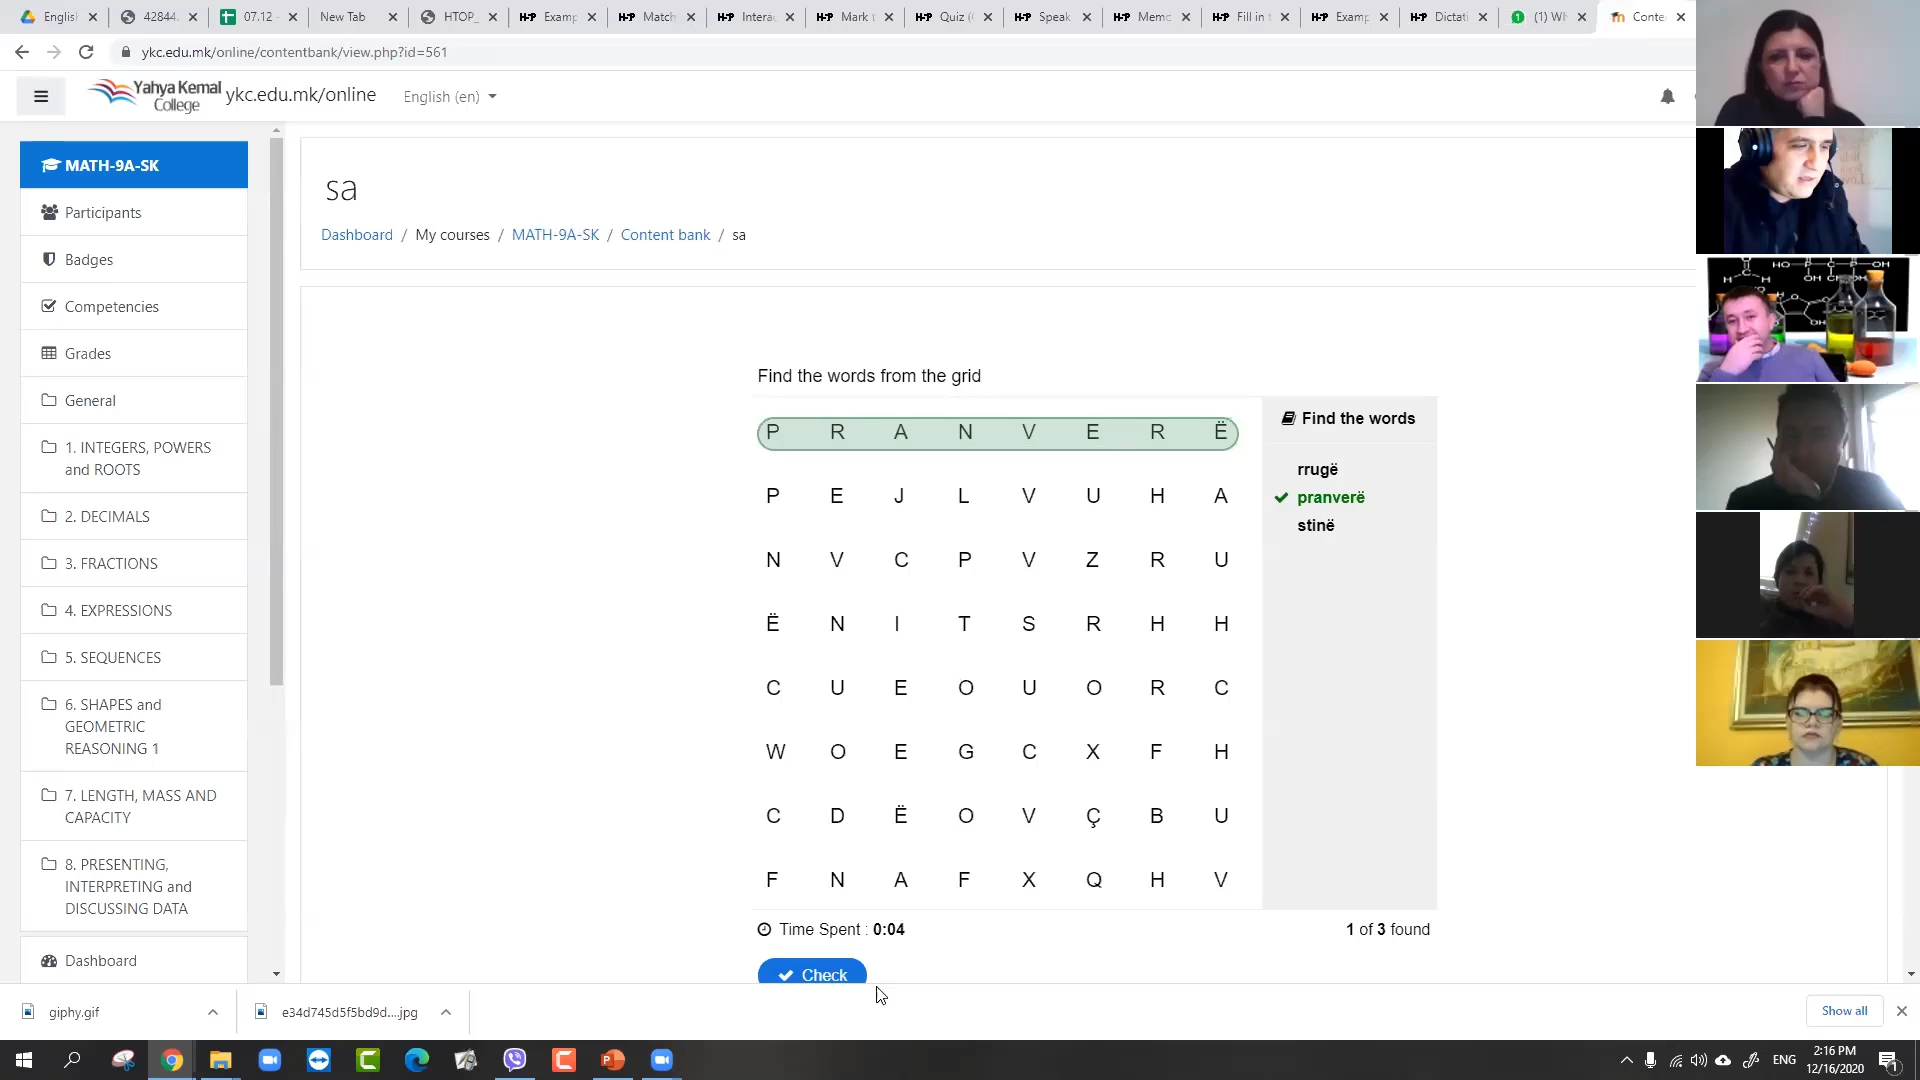 English
42844
07.12 -
New Tab
HTOP_
H-P Examp
H-P Match
H-P Intera
H-P Mark t
H-P Quiz (
H-P Speak
H-P Memo
H-P Fill in t
H-P Examp
H-P Dictati
(1) Wh
Conte
ykc.edu.mk/online/contentbank/view.php?id=561
Yahya Kemal College
ykc.edu.mk/online
English (en)
MATH-9A-SK
Participants
Badges
Competencies
Grades
General
1. INTEGERS, POWERS
and ROOTS
2. DECIMALS
3. FRACTIONS
4. EXPRESSIONS
5. SEQUENCES
6. SHAPES and
GEOMETRIC
REASONING 1
7. LENGTH, MASS AND
CAPACITY
8. PRESENTING,
INTERPRETING and
DISCUSSING DATA
Dashboard
sa
Dashboard / My courses / MATH-9A-SK / Content bank / sa
Find the words from the grid
P R A N V E R Ë
P E J L V U H A
N V C P V Z R U
Ë N I T S R H H
C U E O U O R C
W O E G C X F H
C D Ë O V Ç B U
F N A F X Q H V
Find the words
rrugë
pranverë
stinë
Time Spent : 0:04
1 of 3 found
Check
giphy.gif
e34d745d5f5bd9d....jpg
Show all
ENG
2:16 PM
12/16/2020